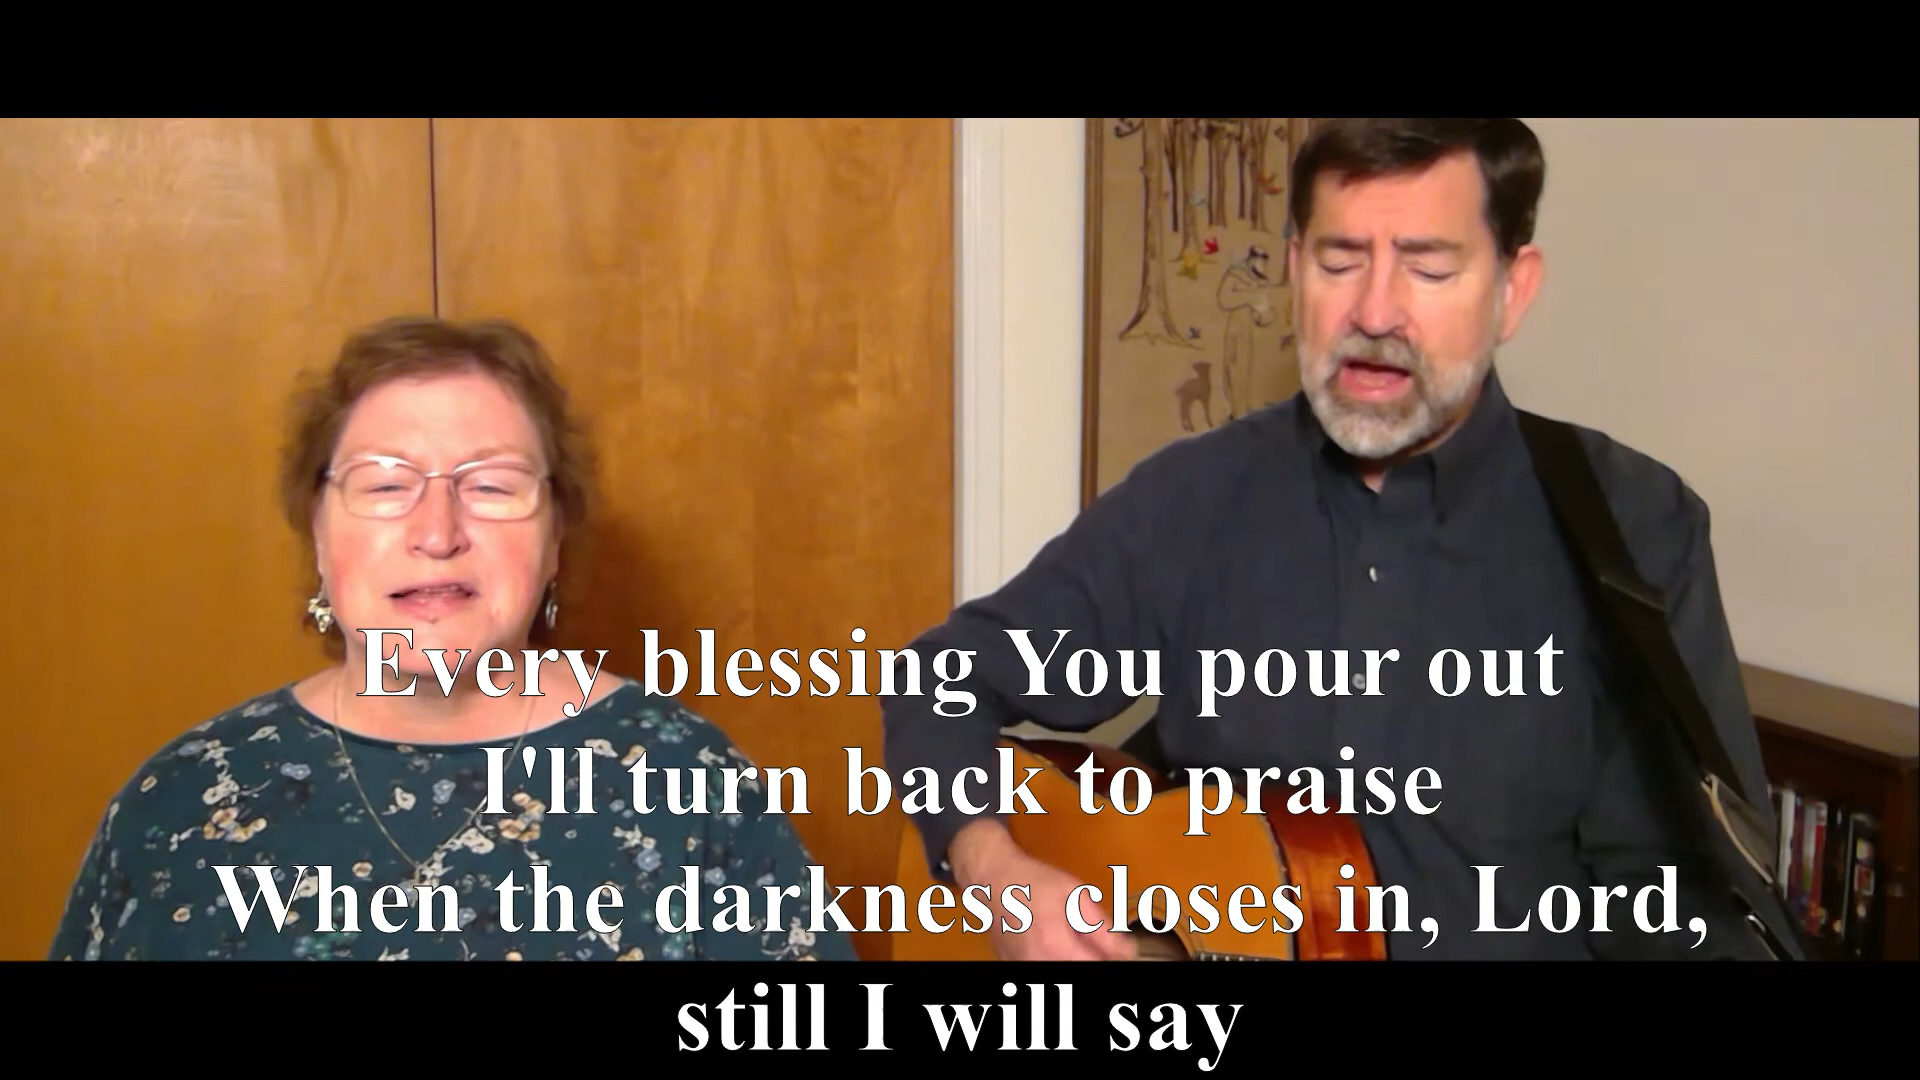 Every blessing You pour out
I'll turn back to praise
When the darkness closes in, Lord,
still I will say